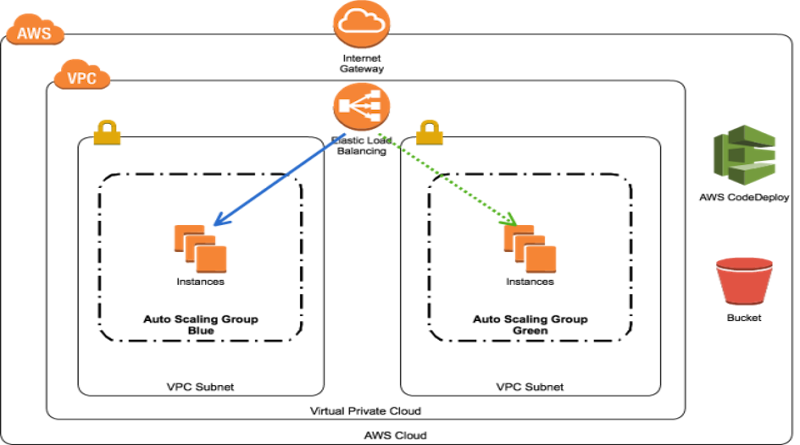 AWS
Internet
Gateway
VPC
Elastic Load
Balancing
AWS CodeDeploy
Instances
Instances
Auto Scaling Group
Blue
Auto Scaling Group
Green
Bucket
VPC Subnet
VPC Subnet
Virtual Private Cloud
AWS Cloud